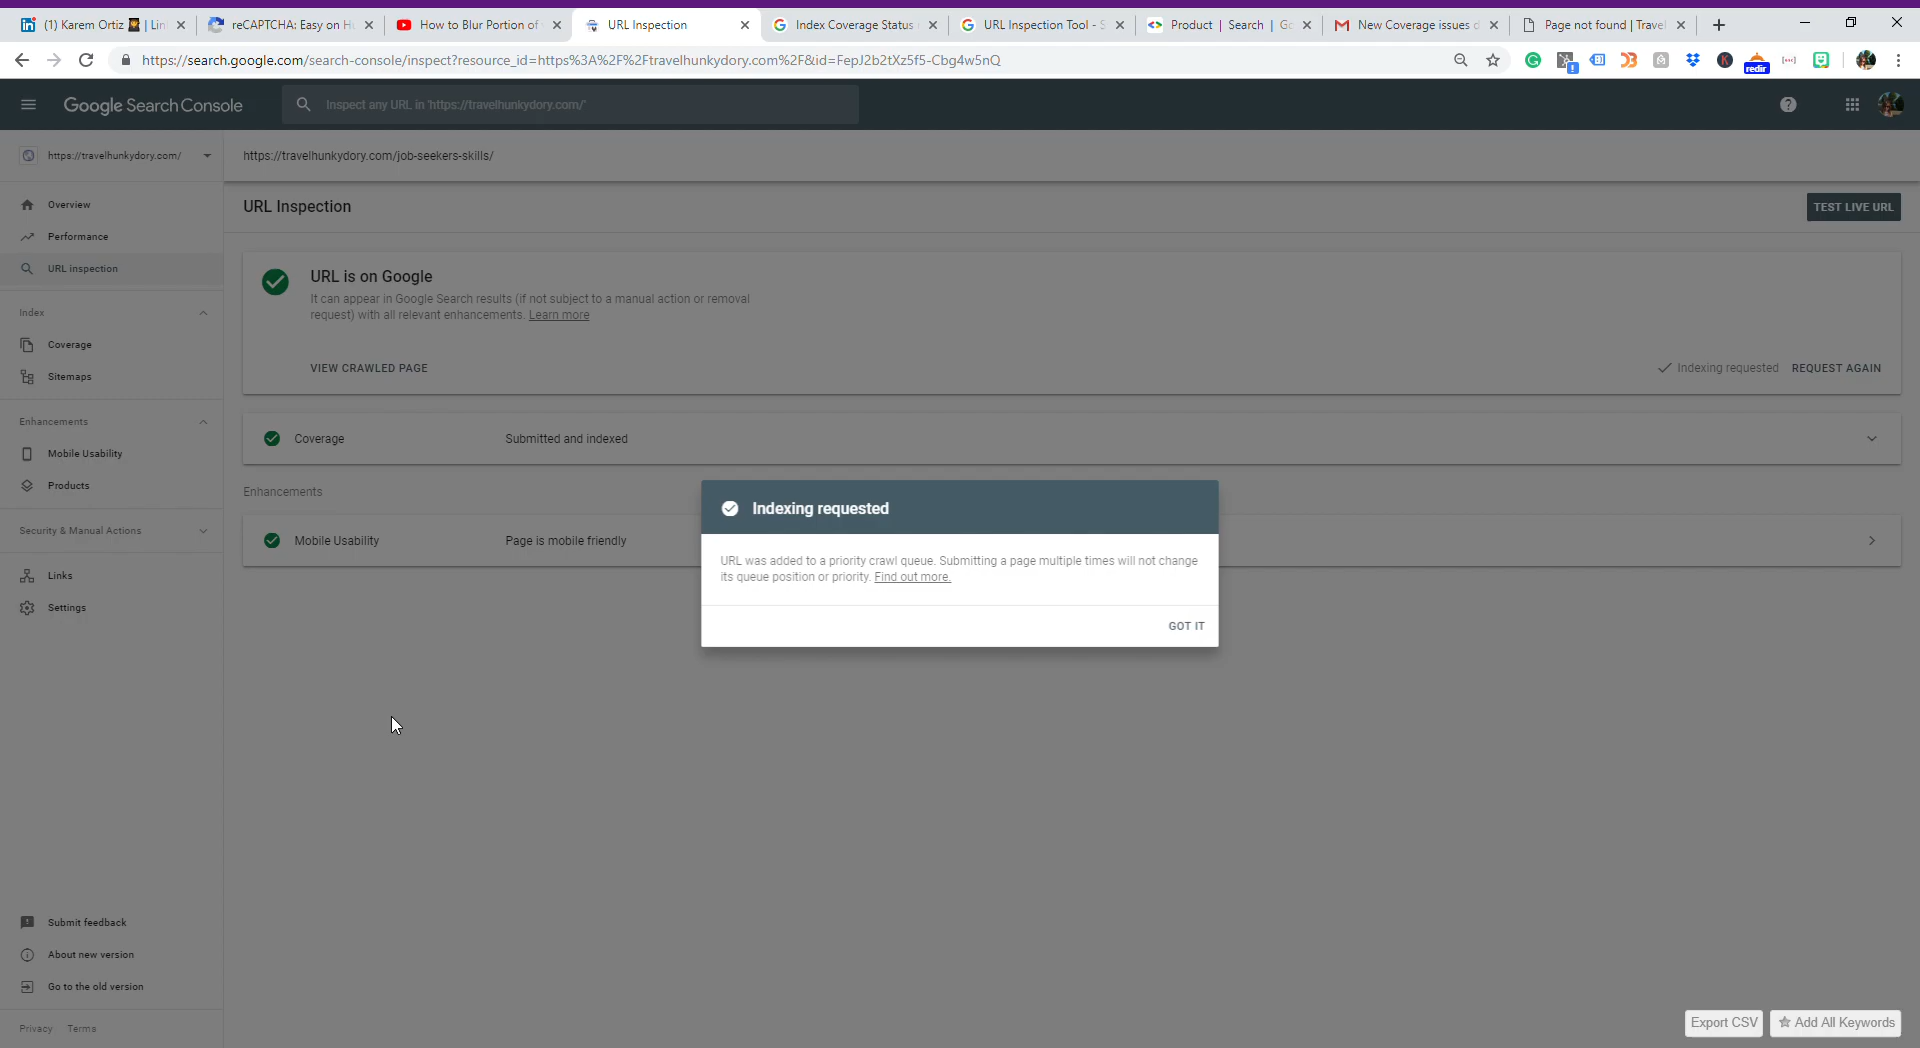 (1) Karem Ortiz
reCAPTCHA: Easy on H
How to Blur Portion of
URL Inspection
Index Coverage Status
URL Inspection Tool - S
Product | Search | Go
New Coverage issues d
Page not found | Travel
https://search.google.com/search-console/inspect?resource_id=https%3A%2F%2Ftravelhunkydory.com%2F&id=FepJ2b2tXz5f5-Cbg4w5nQ
redir
Google Search Console
Inspect any URL in 'https://travelhunkydory.com/'
https://travelhunkydory.com/
https://travelhunkydory.com/job-seekers-skills/
Overview
Performance
URL inspection
Index
Coverage
Sitemaps
Enhancements
Mobile Usability
Products
Security & Manual Actions
Links
Settings
Submit feedback
About new version
Go to the old version
Privacy Terms
URL Inspection
TEST LIVE URL
URL is on Google
It can appear in Google Search results (if not subject to a manual action or removal
request) with all relevant enhancements. Learn more
VIEW CRAWLED PAGE
Indexing requested REQUEST AGAIN
Coverage Submitted and indexed
Enhancements
Mobile Usability Page is mobile friendly
Indexing requested
URL was added to a priority crawl queue. Submitting a page multiple times will not change
its queue position or priority. Find out more.
GOT IT
Export CSV
Add All Keywords